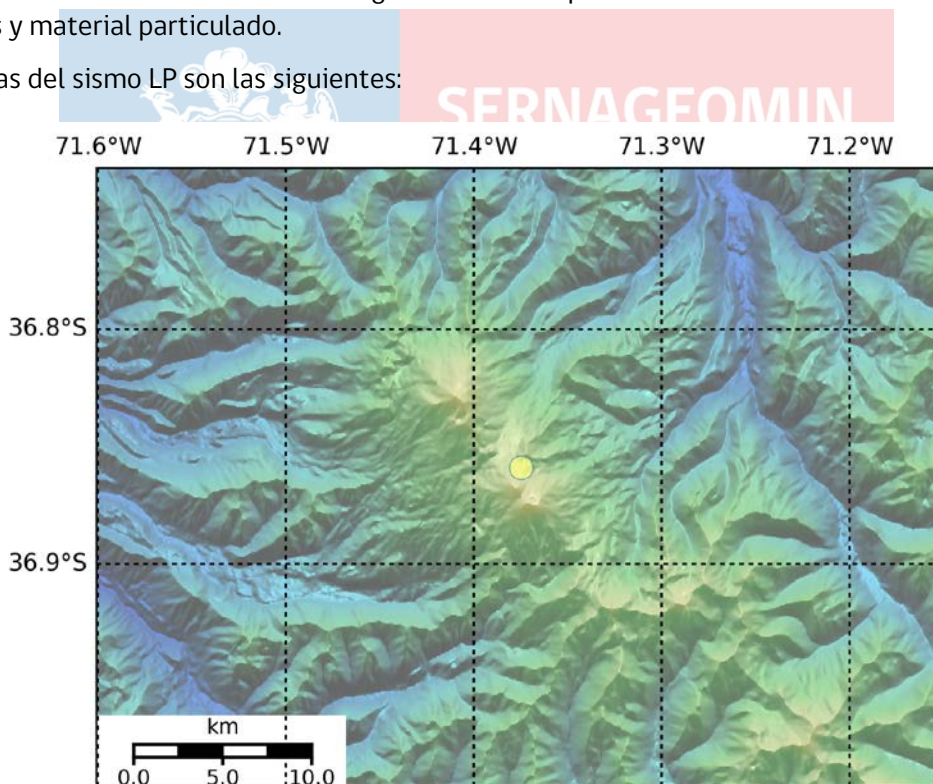 s y material particulado.
as del sismo LP son las siguientes:
SERNAGEOMIN
71.6°W 71.5°W 71.4°W 71.3°W 71.2°W
36.8°S
36.9°S
km
0.0 5.0 10.0